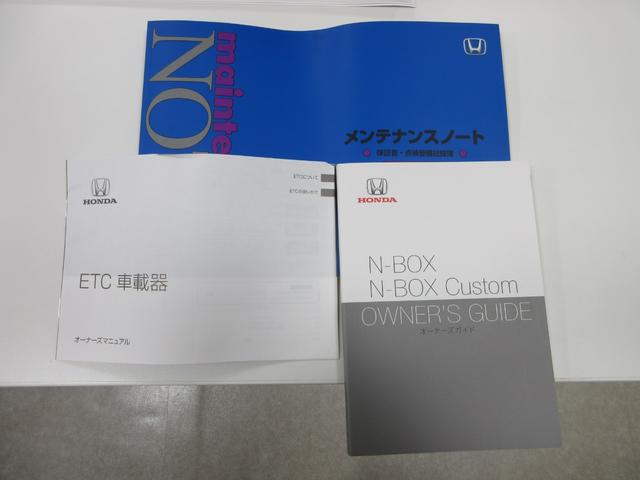 mainte
NO
メンテナンスノート
保証書・点検整備記録簿
HONDA
ETCについて
ETCの使いかた
ETC 車載器
オーナーズマニュアル
HONDA
N-BOX
N-BOX Custom
OWNER'S GUIDE
オーナーズガイド